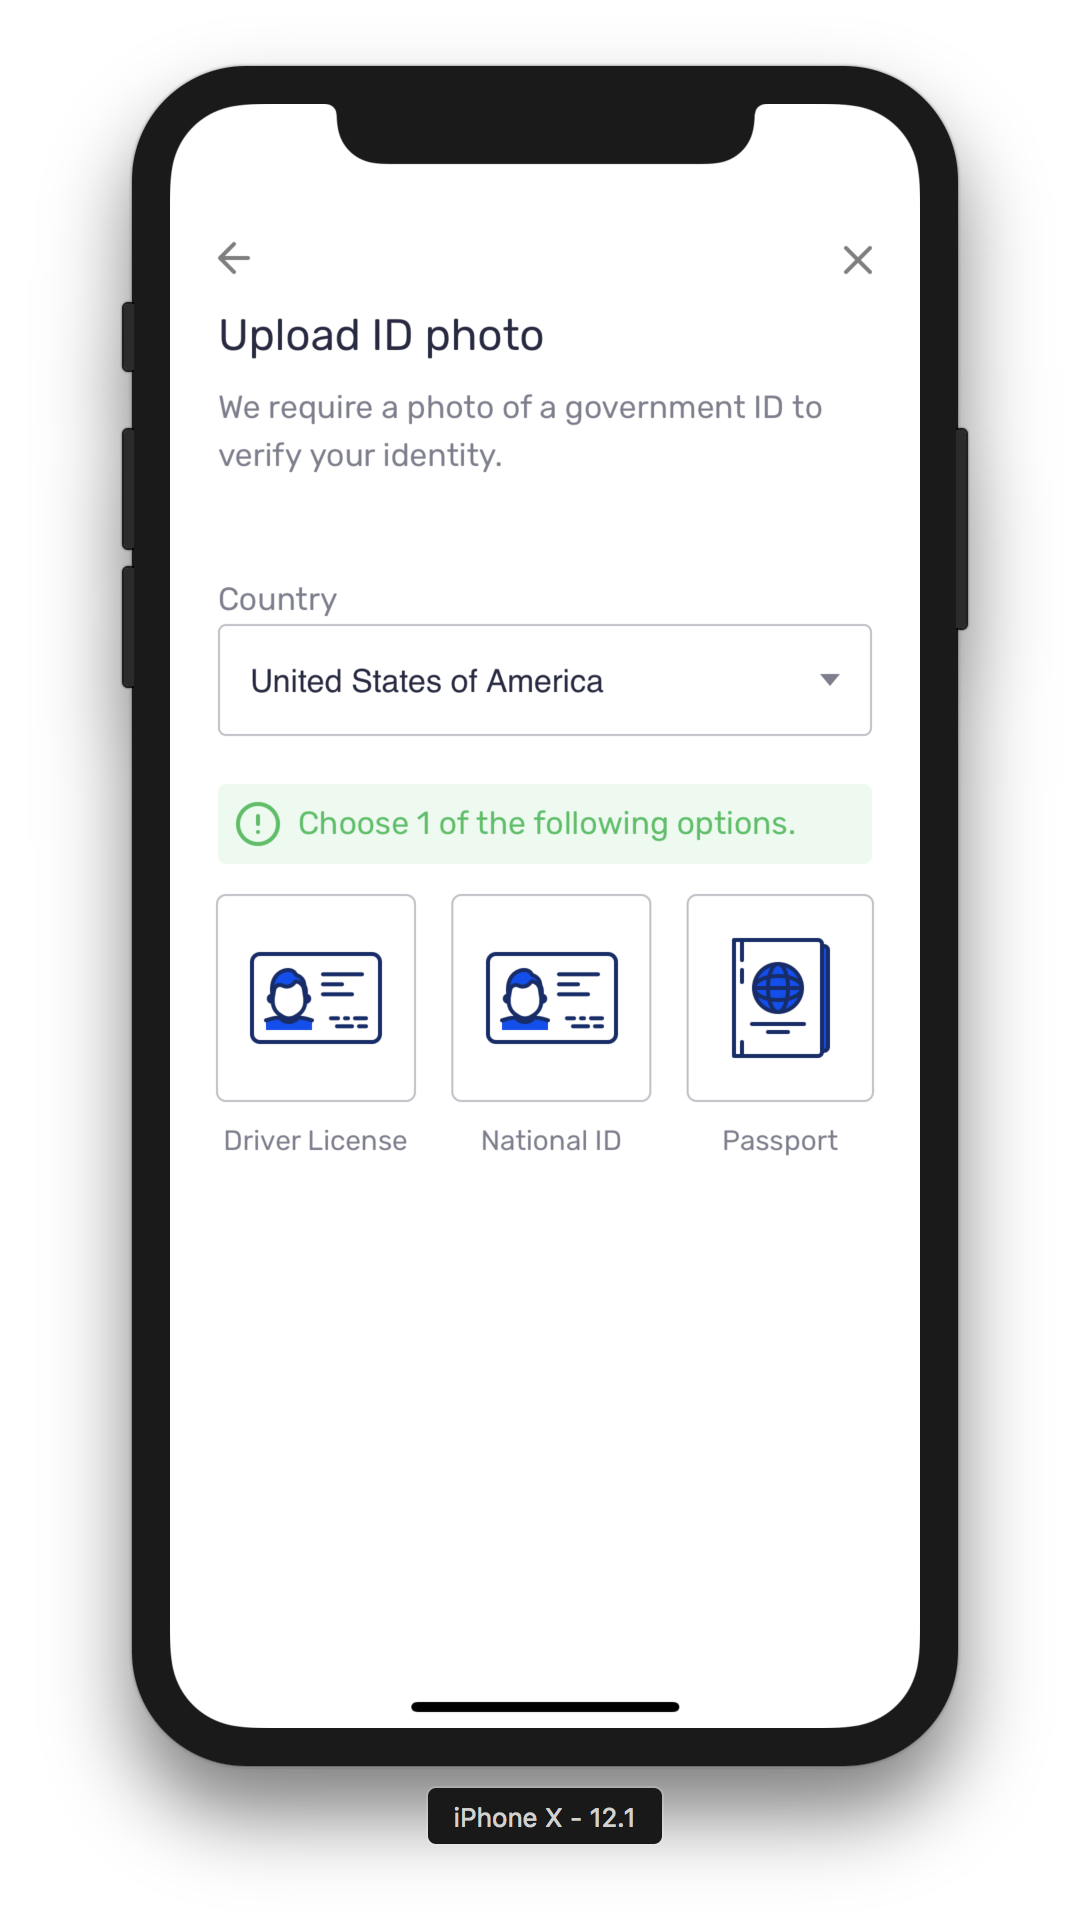 Upload ID photo
We require a photo of a government ID to
verify your identity.
Country
United States of America
Choose 1 of the following options.
Driver License
National ID
Passport
iPhone X - 12.1